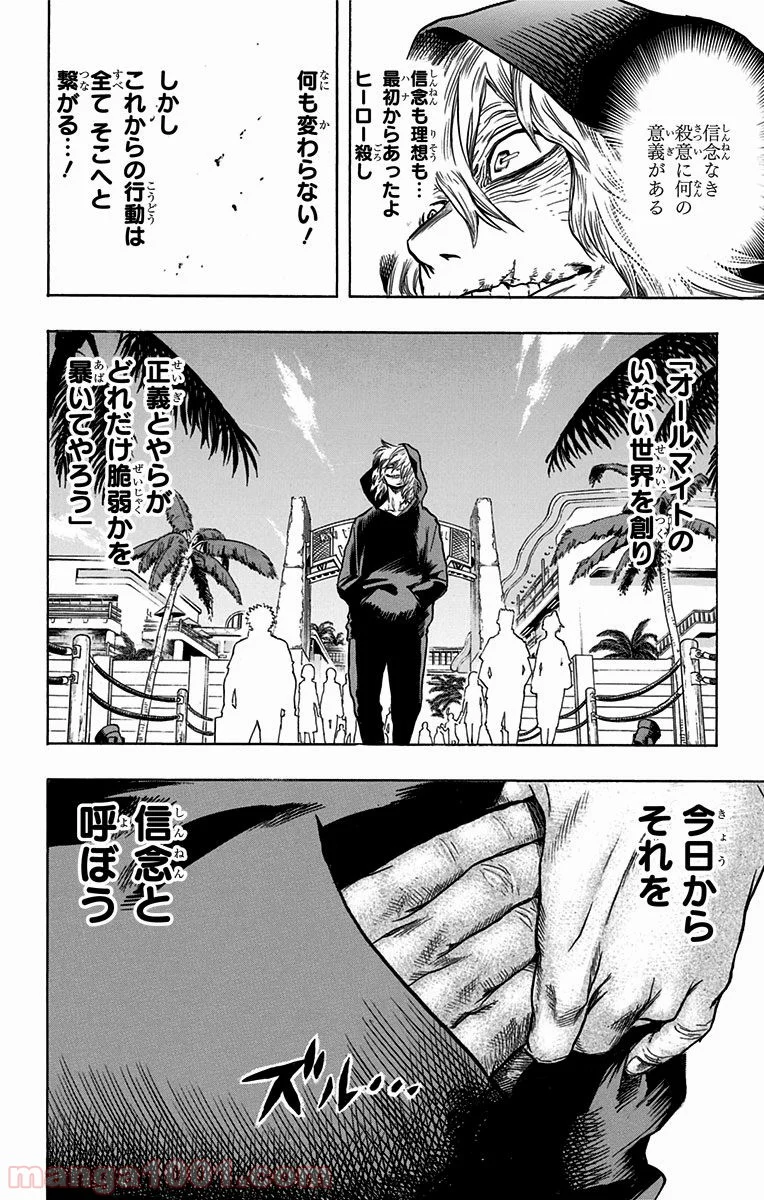 信念なき
殺意に何の
意義がある
信念も理想も…
最初からあったよ
ヒーロー殺し
何も変わらない!
しかし
これからの行動は
全て そこへと
繋がる…!
「オールマイトの
いない世界を創り
正義とやらが
どれだけ脆弱かを
暴いてやろう」
今日から
それを
信念と
呼ぼう
ズル・・・
manga1001.com